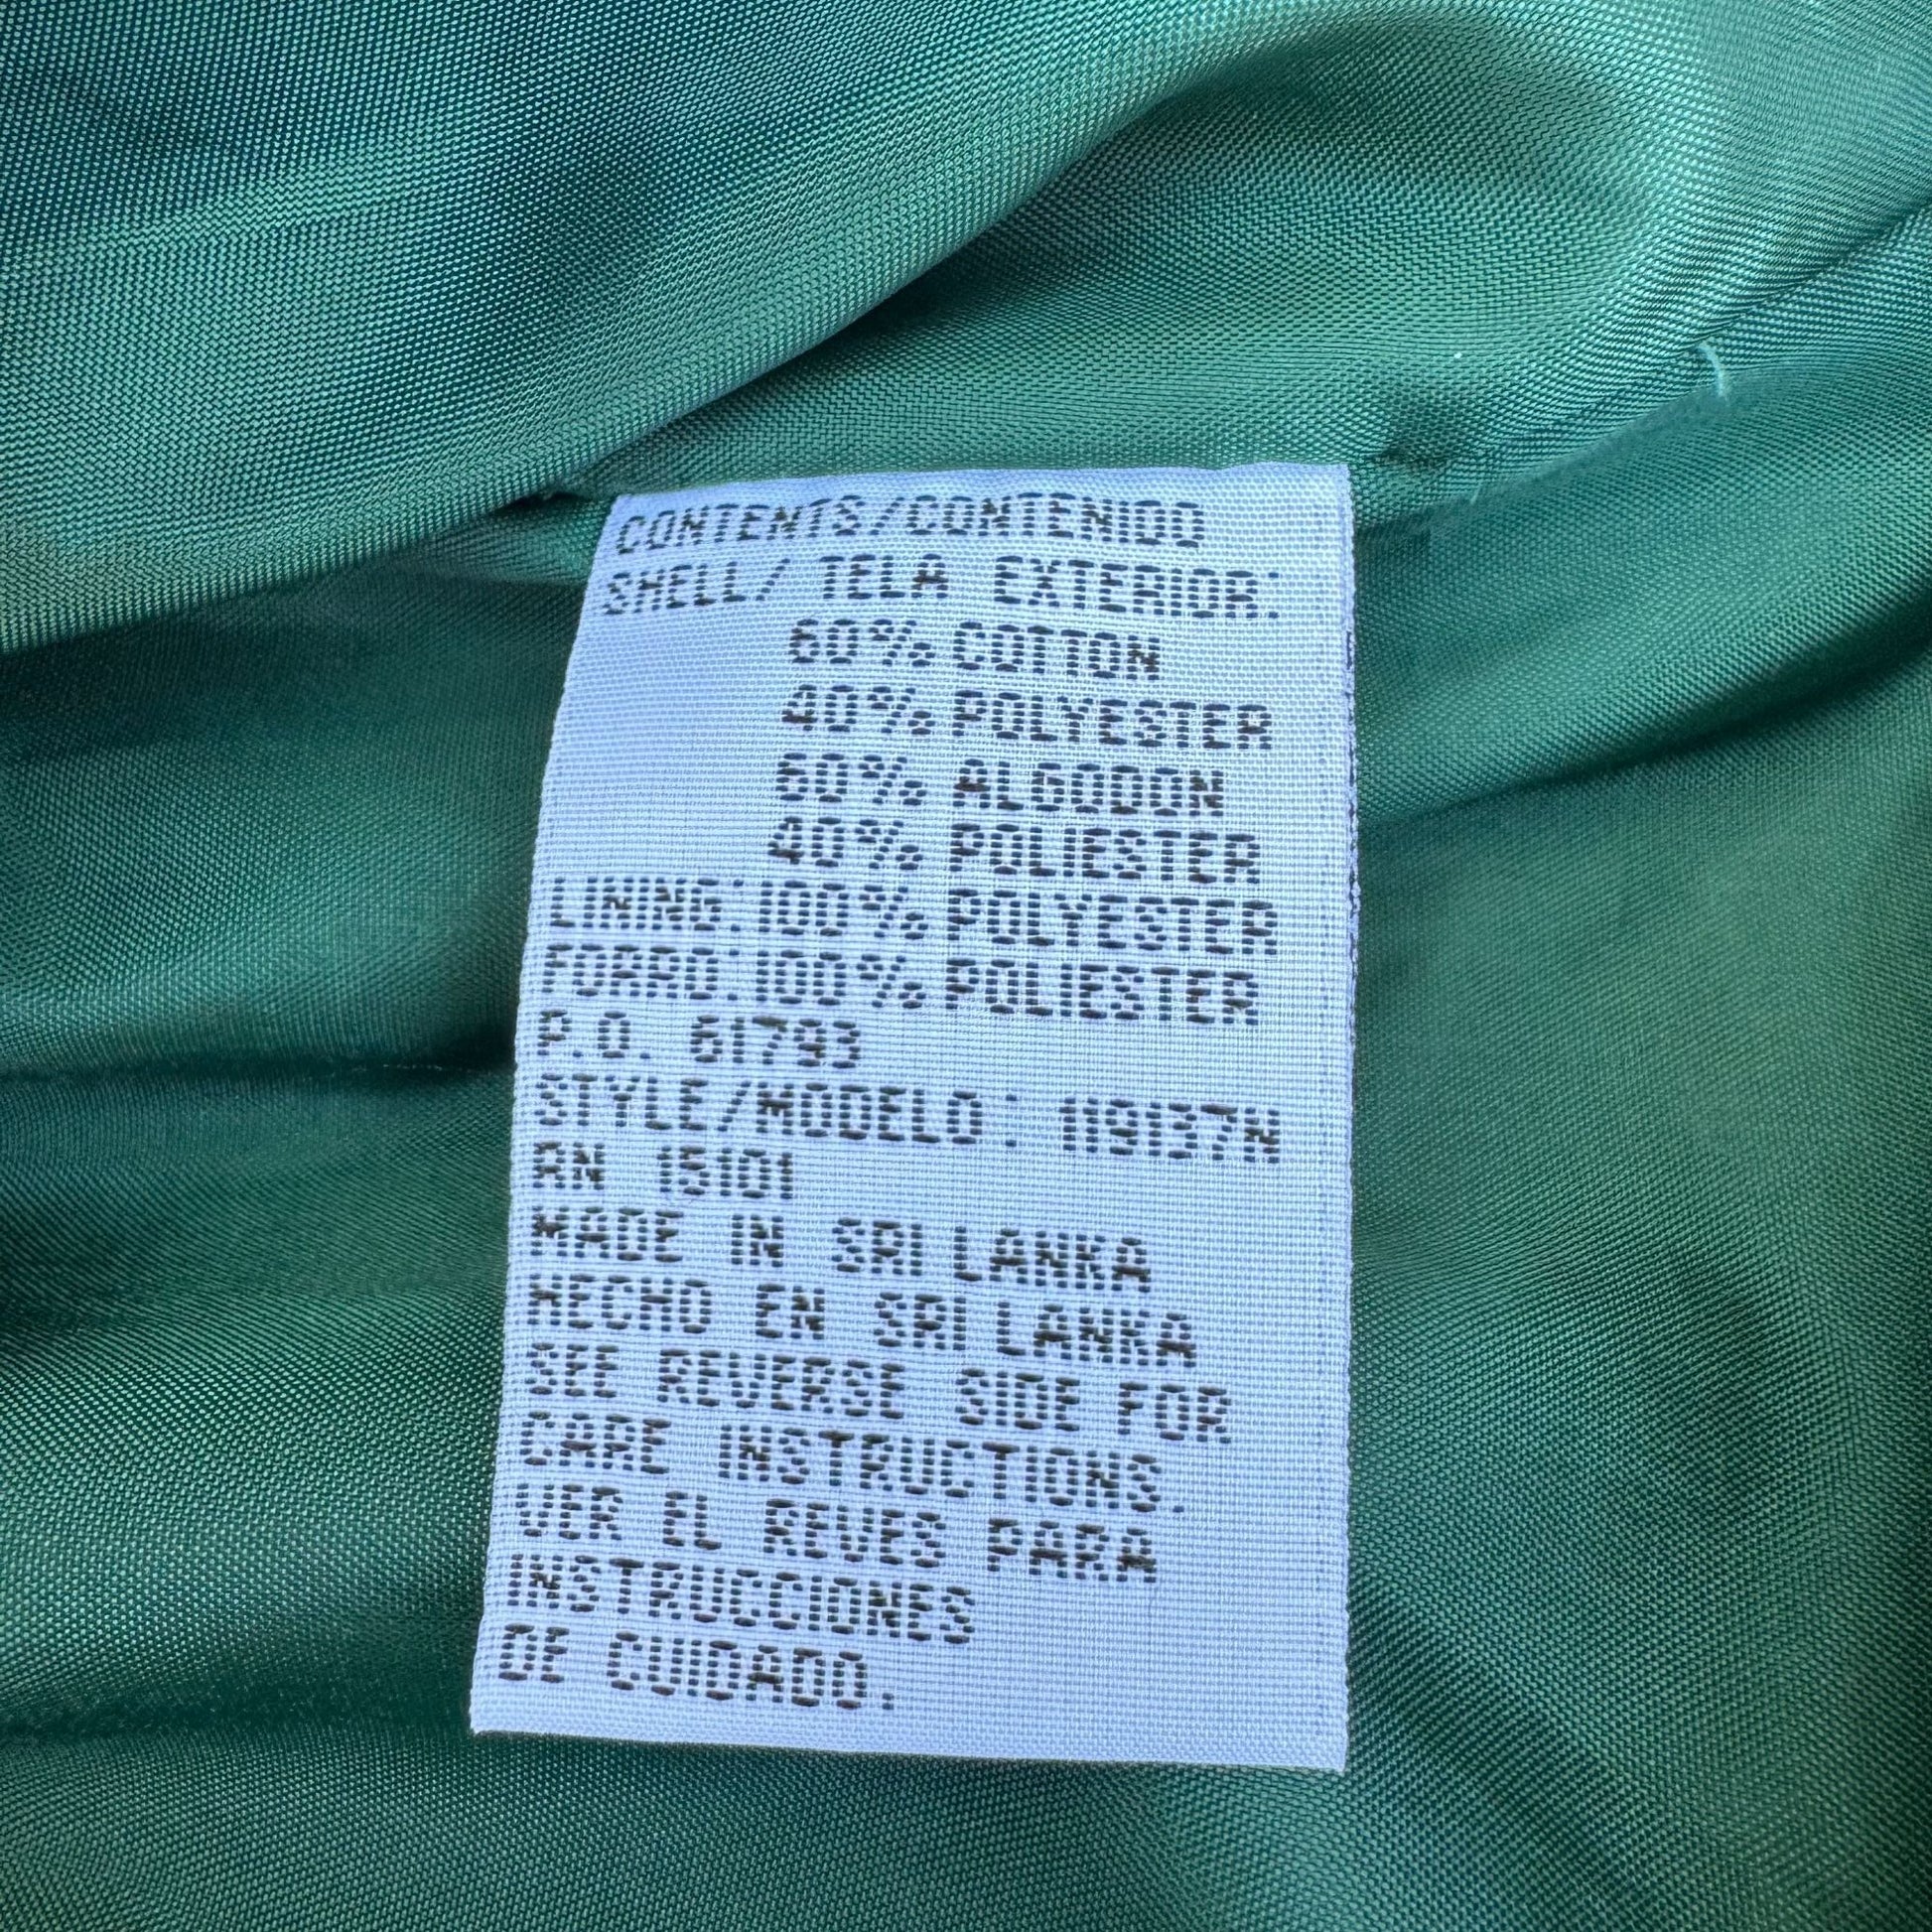 CONTENTS/CONTENIDO
SHELL/ TELA EXTERIOR:
60% COTTON
40% POLYESTER
60% ALGODON
40% POLIESTER
LINING:100% POLYESTER
FORRO:100% POLIESTER
P.O. 61793
STYLE/MODELO: 119137N
RN 15101
MADE IN SRI LANKA
HECHO EN SRI LANKA
SEE REVERSE SIDE FOR
CARE INSTRUCTIONS.
VER EL REVES PARA
INSTRUCCIONES
DE CUIDADO.